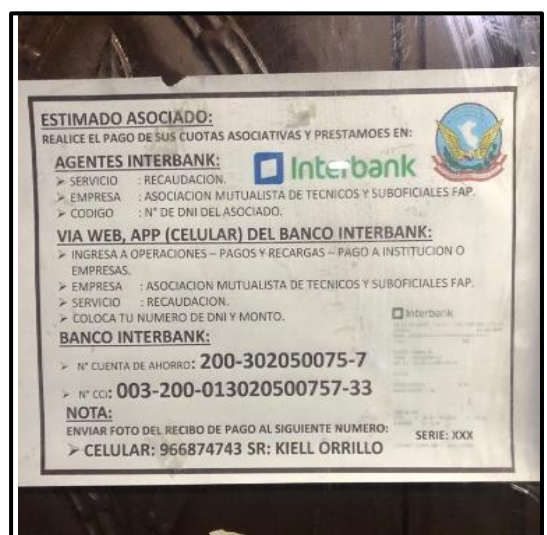 ESTIMADO ASOCIADO:
REALICE EL PAGO DE SUS CUOTAS ASOCIATIVAS Y PRESTAMOES EN:
AGENTES INTERBANK:
Interbank
➢ SERVICIO : RECAUDACION.
➢ EMPRESA : ASOCIACION MUTUALISTA DE TECNICOS Y SUBOFICIALES FAP.
➢ CODIGO : N° DE DNI DEL ASOCIADO.
VIA WEB, APP (CELULAR) DEL BANCO INTERBANK:
➢ INGRESA A OPERACIONES – PAGOS Y RECARGAS – PAGO A INSTITUCION O
EMPRESAS.
➢ EMPRESA : ASOCIACION MUTUALISTA DE TECNICOS Y SUBOFICIALES FAP.
➢ SERVICIO : RECAUDACION.
➢ COLOCA TU NUMERO DE DNI Y MONTO.
Interbank
BANCO INTERBANK:
➢ N° CUENTA DE AHORRO: 200-302050075-7
➢ N° CCI: 003-200-013020500757-33
NOTA:
ENVIAR FOTO DEL RECIBO DE PAGO AL SIGUIENTE NUMERO:
SERIE: XXX
➢ CELULAR: 966874743 SR: KIELL ORRILLO